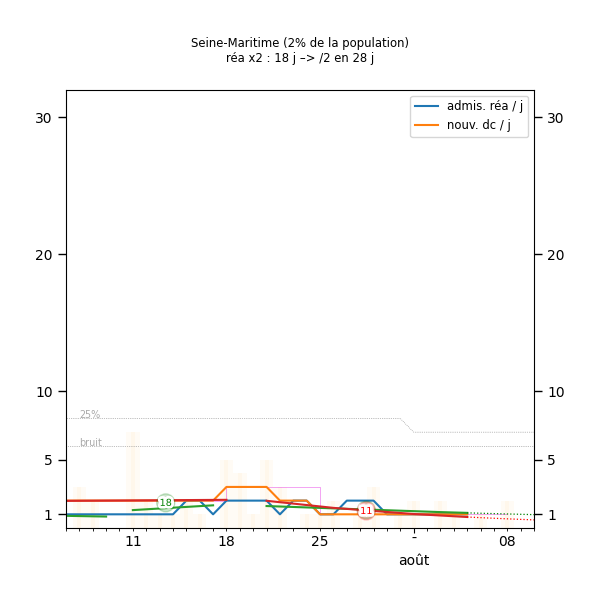 Seine-Maritime (2% de la population)
réa x2 : 18 j –> /2 en 28 j
admis. réa / j
nouv. dc / j
30 30
20 20
10 10
25%
bruit
5 5
18
11
1 1
11 18 25 - 08
août